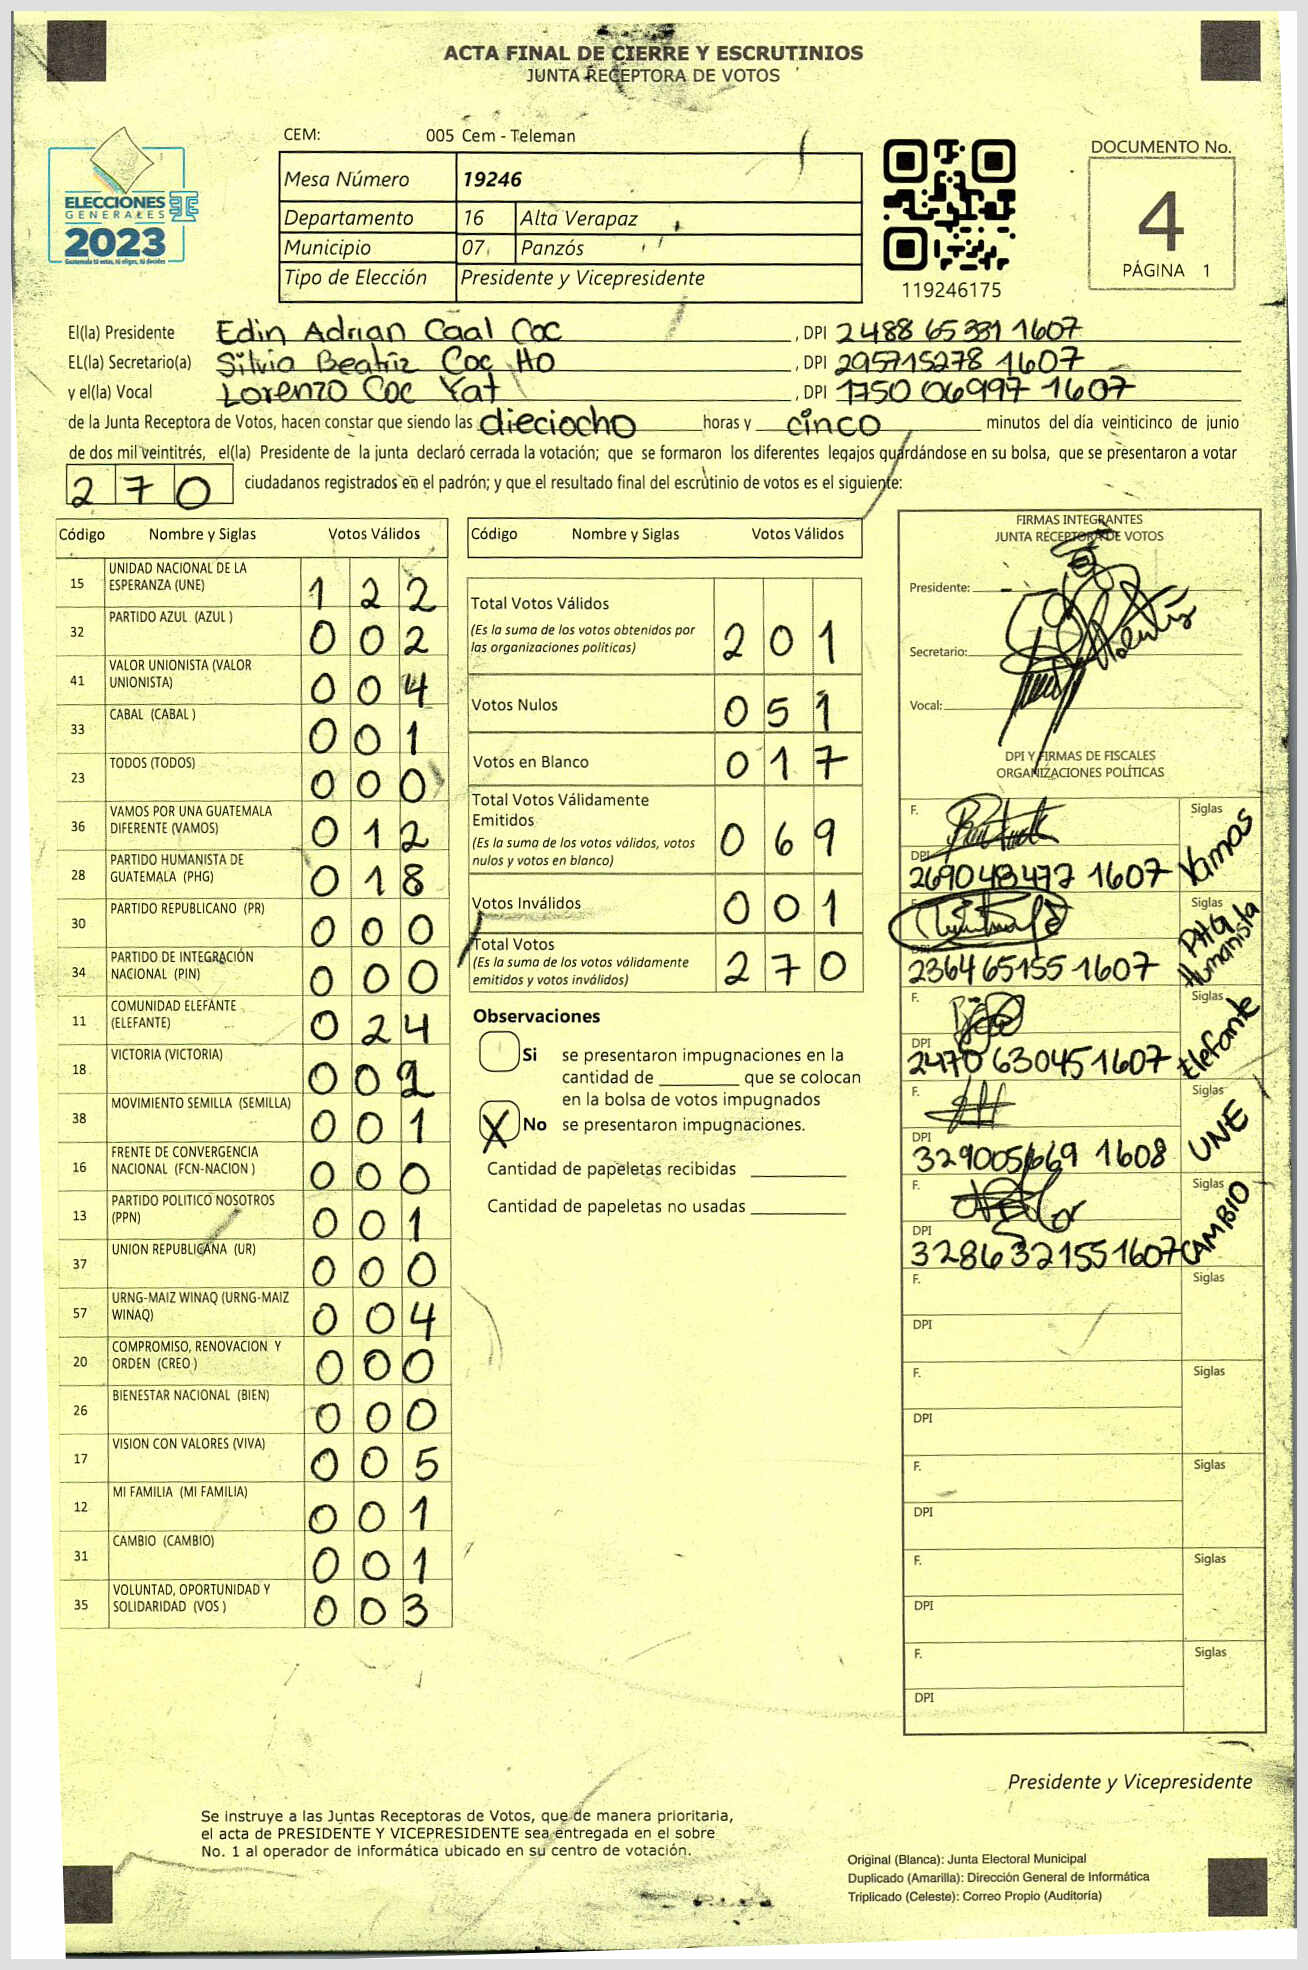 ACTA FINAL DE CIERRE Y ESCRUTINIOS
JUNTA RECEPTORA DE VOTOS
ELECCIONES
GENERALES
2023
Guatemala tú votas, tú eliges, tú decides
CEM: 005 Cem - Teleman
Mesa Número 19246
Departamento 16 Alta Verapaz
Municipio 07 Panzós
Tipo de Elección Presidente y Vicepresidente
119246175
DOCUMENTO No.
4
PÁGINA 1
El(la) Presidente Edin Adrian Caal Coc , DPI 2488 65331 1607
EL(la) Secretario(a) Silvia Beatriz Coc Ho , DPI 295715278 1607
y el(la) Vocal Lorenzo Coc Yat , DPI 1750 06997 1607
de la Junta Receptora de Votos, hacen constar que siendo las dieciocho horas y cinco minutos del día veinticinco de junio
de dos mil veintitrés, el(la) Presidente de la junta declaró cerrada la votación; que se formaron los diferentes legajos guardándose en su bolsa, que se presentaron a votar
270 ciudadanos registrados en el padrón; y que el resultado final del escrutinio de votos es el siguiente:
Código Nombre y Siglas Votos Válidos
15 UNIDAD NACIONAL DE LA
ESPERANZA (UNE) 1 2 2
32 PARTIDO AZUL (AZUL ) 0 0 2
41 VALOR UNIONISTA (VALOR
UNIONISTA) 0 0 4
33 CABAL (CABAL ) 0 0 1
23 TODOS (TODOS) 0 0 0
36 VAMOS POR UNA GUATEMALA
DIFERENTE (VAMOS) 0 1 2
28 PARTIDO HUMANISTA DE
GUATEMALA (PHG) 0 1 8
30 PARTIDO REPUBLICANO (PR) 0 0 0
34 PARTIDO DE INTEGRACIÓN
NACIONAL (PIN) 0 0 0
11 COMUNIDAD ELEFANTE
(ELEFANTE) 0 2 4
18 VICTORIA (VICTORIA) 0 0 2
38 MOVIMIENTO SEMILLA (SEMILLA) 0 0 1
16 FRENTE DE CONVERGENCIA
NACIONAL (FCN-NACION ) 0 0 0
13 PARTIDO POLITICO NOSOTROS
(PPN) 0 0 1
37 UNION REPUBLICANA (UR) 0 0 0
57 URNG-MAIZ WINAQ (URNG-MAIZ
WINAQ) 0 0 4
20 COMPROMISO, RENOVACION Y
ORDEN (CREO ) 0 0 0
26 BIENESTAR NACIONAL (BIEN) 0 0 0
17 VISION CON VALORES (VIVA) 0 0 5
12 MI FAMILIA (MI FAMILIA) 0 0 1
31 CAMBIO (CAMBIO) 0 0 1
35 VOLUNTAD, OPORTUNIDAD Y
SOLIDARIDAD (VOS ) 0 0 3
Código Nombre y Siglas Votos Válidos
Total Votos Válidos
(Es la suma de los votos obtenidos por
las organizaciones políticas) 2 0 1
Votos Nulos 0 5 1
Votos en Blanco 0 1 7
Total Votos Válidamente
Emitidos
(Es la suma de los votos válidos, votos
nulos y votos en blanco) 0 6 9
Votos Inválidos 0 0 1
Total Votos
(Es la suma de los votos válidamente
emitidos y votos inválidos) 2 7 0
Observaciones
Si se presentaron impugnaciones en la
cantidad de ________ que se colocan
en la bolsa de votos impugnados
X No se presentaron impugnaciones.
Cantidad de papeletas recibidas ________
Cantidad de papeletas no usadas ________
FIRMAS INTEGRANTES
JUNTA RECEPTORA DE VOTOS
Presidente:
Secretario:
Vocal:
DPI Y FIRMAS DE FISCALES
ORGANIZACIONES POLÍTICAS
F. Siglas
DPI 269048472 1607 Vamos
F. Siglas
DPI 2364 65155 1607 PHG Humanista
F. Siglas
DPI 2470 63045 1607 Elefante
F. Siglas
DPI 329005669 1608 UNE
F. Siglas
DPI 3286321551607 CAMBIO
F. Siglas
DPI
F. Siglas
DPI
F. Siglas
DPI
F. Siglas
DPI
F. Siglas
DPI
Presidente y Vicepresidente
Se instruye a las Juntas Receptoras de Votos, que de manera prioritaria,
el acta de PRESIDENTE Y VICEPRESIDENTE sea entregada en el sobre
No. 1 al operador de informática ubicado en su centro de votación.
Original (Blanca): Junta Electoral Municipal
Duplicado (Amarilla): Dirección General de Informática
Triplicado (Celeste): Correo Propio (Auditoría)